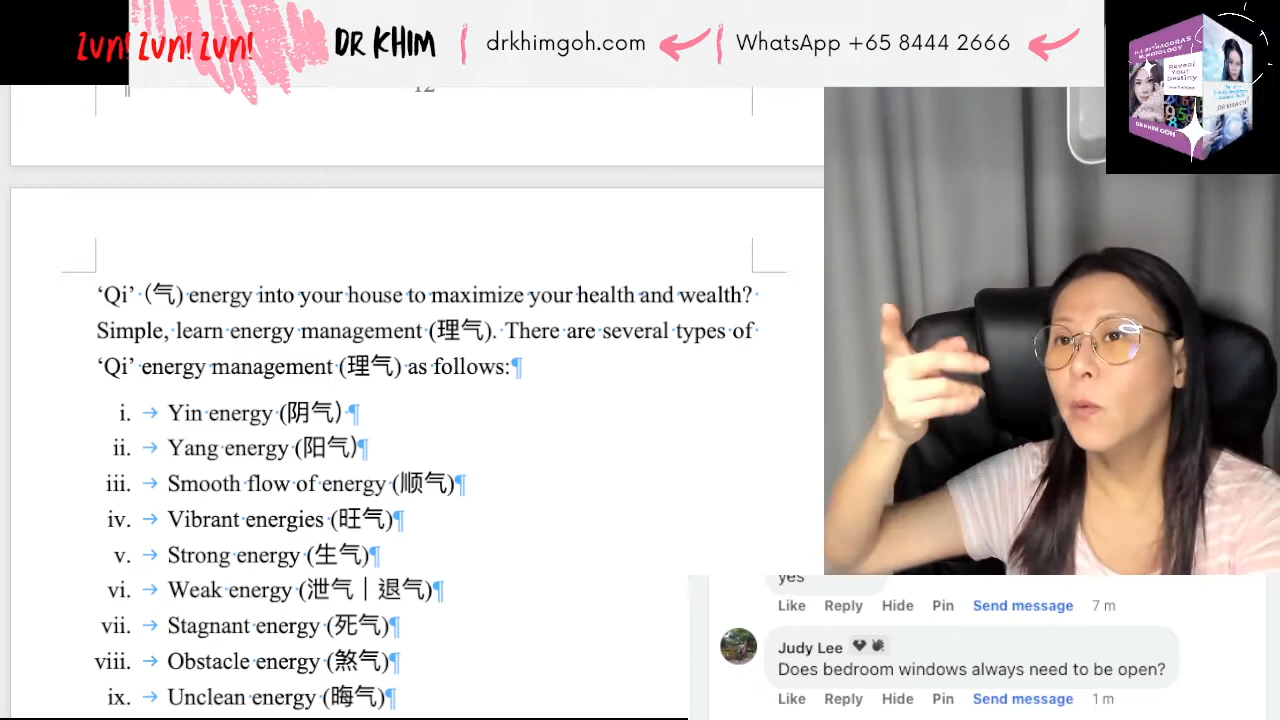 ZVN! ZVN! ZVN!
DR KHIM
drkhimgoh.com
WhatsApp +65 8444 2666
Reveal
Your
Destiny
DR KHIM GOH
12
‘Qi’ (气) energy into your house to maximize your health and wealth?
Simple, learn energy management (理气). There are several types of
‘Qi’ energy management (理气) as follows:¶
i. → Yin energy (阴气) ¶
ii. → Yang energy (阳气)¶
iii. → Smooth flow of energy (顺气)¶
iv. → Vibrant energies (旺气)¶
v. → Strong energy (生气)¶
vi. → Weak energy (泄气｜退气)¶
vii. → Stagnant energy (死气)¶
viii. → Obstacle energy (煞气)¶
ix. → Unclean energy (晦气)¶
yes
Like Reply Hide Pin Send message 7 m
Judy Lee
Does bedroom windows always need to be open?
Like Reply Hide Pin Send message 1 m